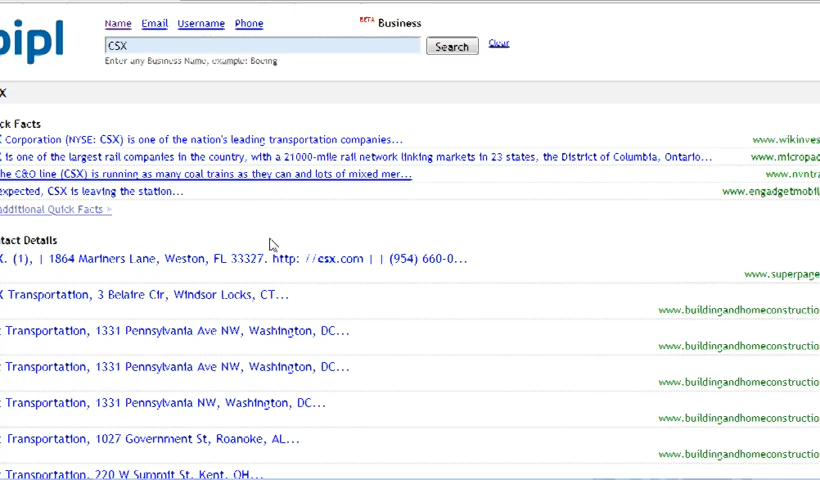 Name Email Username Phone BETA Business
pipl CSX Search Clear
Enter any Business Name, example: Boeing
X
ck Facts
X Corporation (NYSE: CSX) is one of the nation's leading transportation companies... www.wikinves
X is one of the largest rail companies in the country, with a 21000-mile rail network linking markets in 23 states, the District of Columbia, Ontario... www.micropac
he C&O line (CSX) is running as many coal trains as they can and lots of mixed mer... www.nvntra
expected, CSX is leaving the station... www.engadgetmobil
additional Quick Facts »
ntact Details
X. (1), | 1864 Mariners Lane, Weston, FL 33327. http: //csx.com | | (954) 660-0...
www.superpage
X Transportation, 3 Belaire Cir, Windsor Locks, CT...
www.buildingandhomeconstructio
Transportation, 1331 Pennsylvania Ave NW, Washington, DC...
www.buildingandhomeconstructio
Transportation, 1331 Pennsylvania Ave NW, Washington, DC...
www.buildingandhomeconstructio
Transportation, 1331 Pennsylvania NW, Washington, DC...
www.buildingandhomeconstructio
Transportation, 1027 Government St, Roanoke, AL...
www.buildingandhomeconstructio
Transportation, 220 W Summit St, Kent, OH...